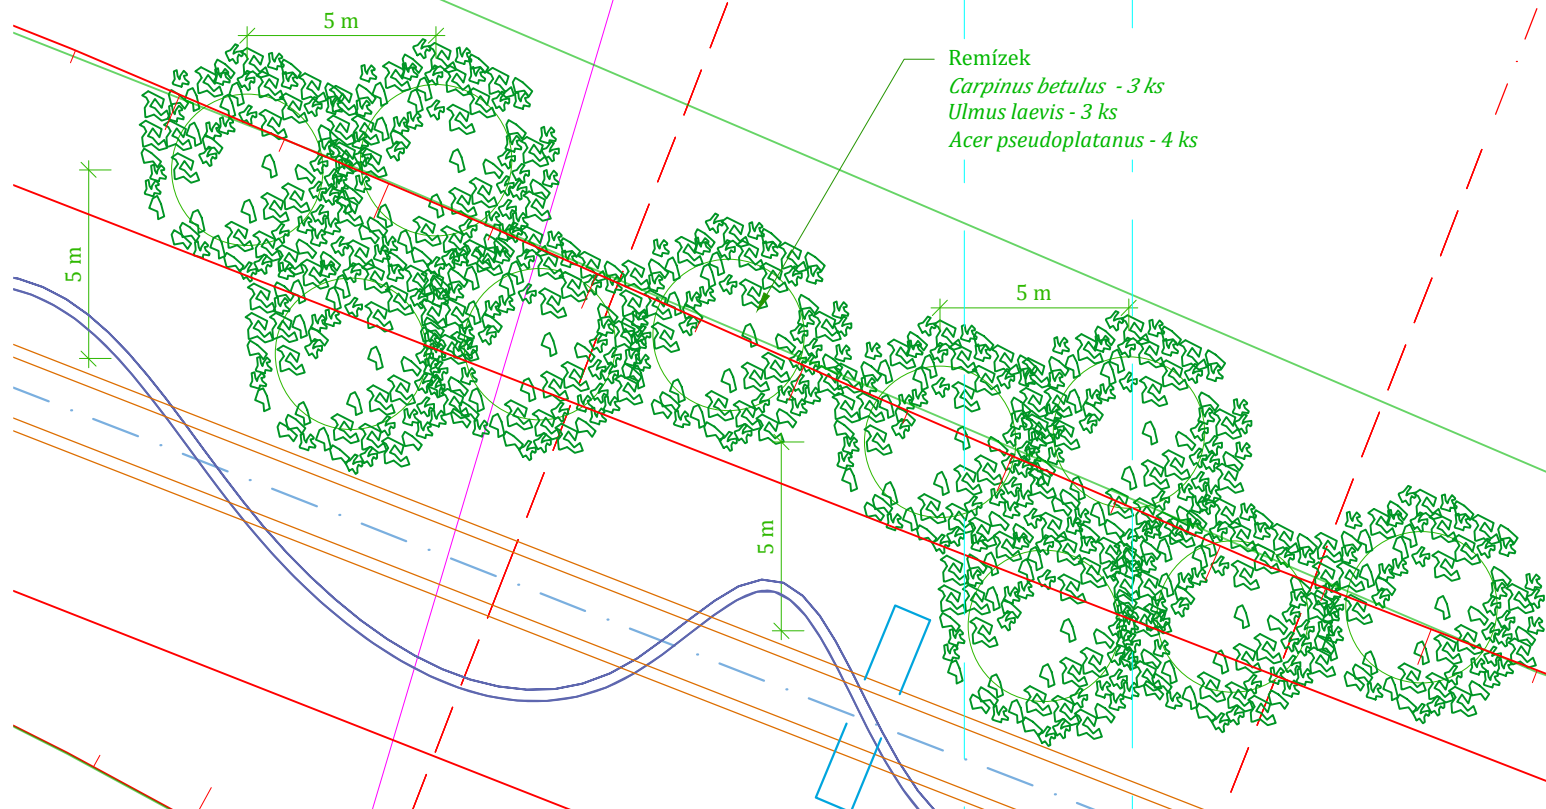 5 m
Remízek
Carpinus betulus - 3 ks
Ulmus laevis - 3 ks
Acer pseudoplatanus - 4 ks
5 m
5 m
5 m